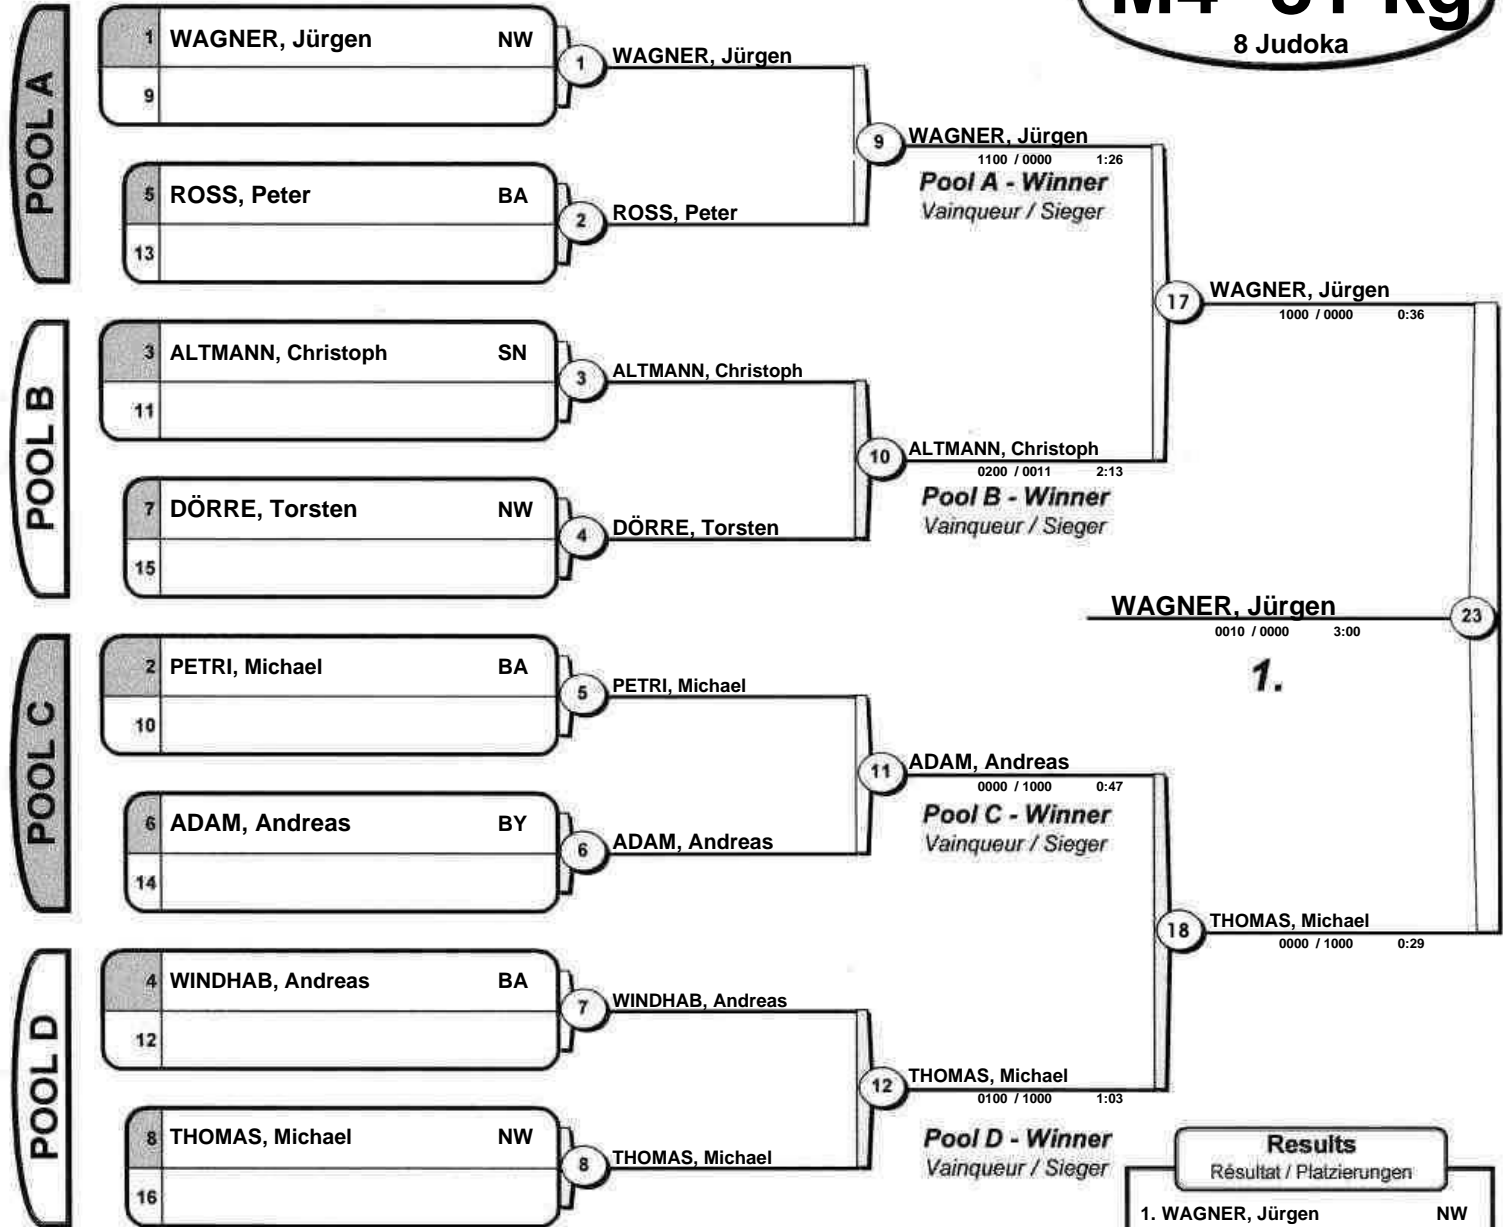 M4 -81 kg
8 Judoka
POOL A
1 WAGNER, Jürgen NW
9
5 ROSS, Peter BA
13
1 WAGNER, Jürgen
2 ROSS, Peter
9 WAGNER, Jürgen
1100 / 0000 1:26
Pool A - Winner
Vainqueur / Sieger
POOL B
3 ALTMANN, Christoph SN
11
7 DÖRRE, Torsten NW
15
3 ALTMANN, Christoph
4 DÖRRE, Torsten
10 ALTMANN, Christoph
0200 / 0011 2:13
Pool B - Winner
Vainqueur / Sieger
17 WAGNER, Jürgen
1000 / 0000 0:36
WAGNER, Jürgen 23
0010 / 0000 3:00
1.
POOL C
2 PETRI, Michael BA
10
6 ADAM, Andreas BY
14
5 PETRI, Michael
6 ADAM, Andreas
11 ADAM, Andreas
0000 / 1000 0:47
Pool C - Winner
Vainqueur / Sieger
POOL D
4 WINDHAB, Andreas BA
12
8 THOMAS, Michael NW
16
7 WINDHAB, Andreas
8 THOMAS, Michael
12 THOMAS, Michael
0100 / 1000 1:03
Pool D - Winner
Vainqueur / Sieger
18 THOMAS, Michael
0000 / 1000 0:29
Results
Résultat / Platzierungen
1. WAGNER, Jürgen NW